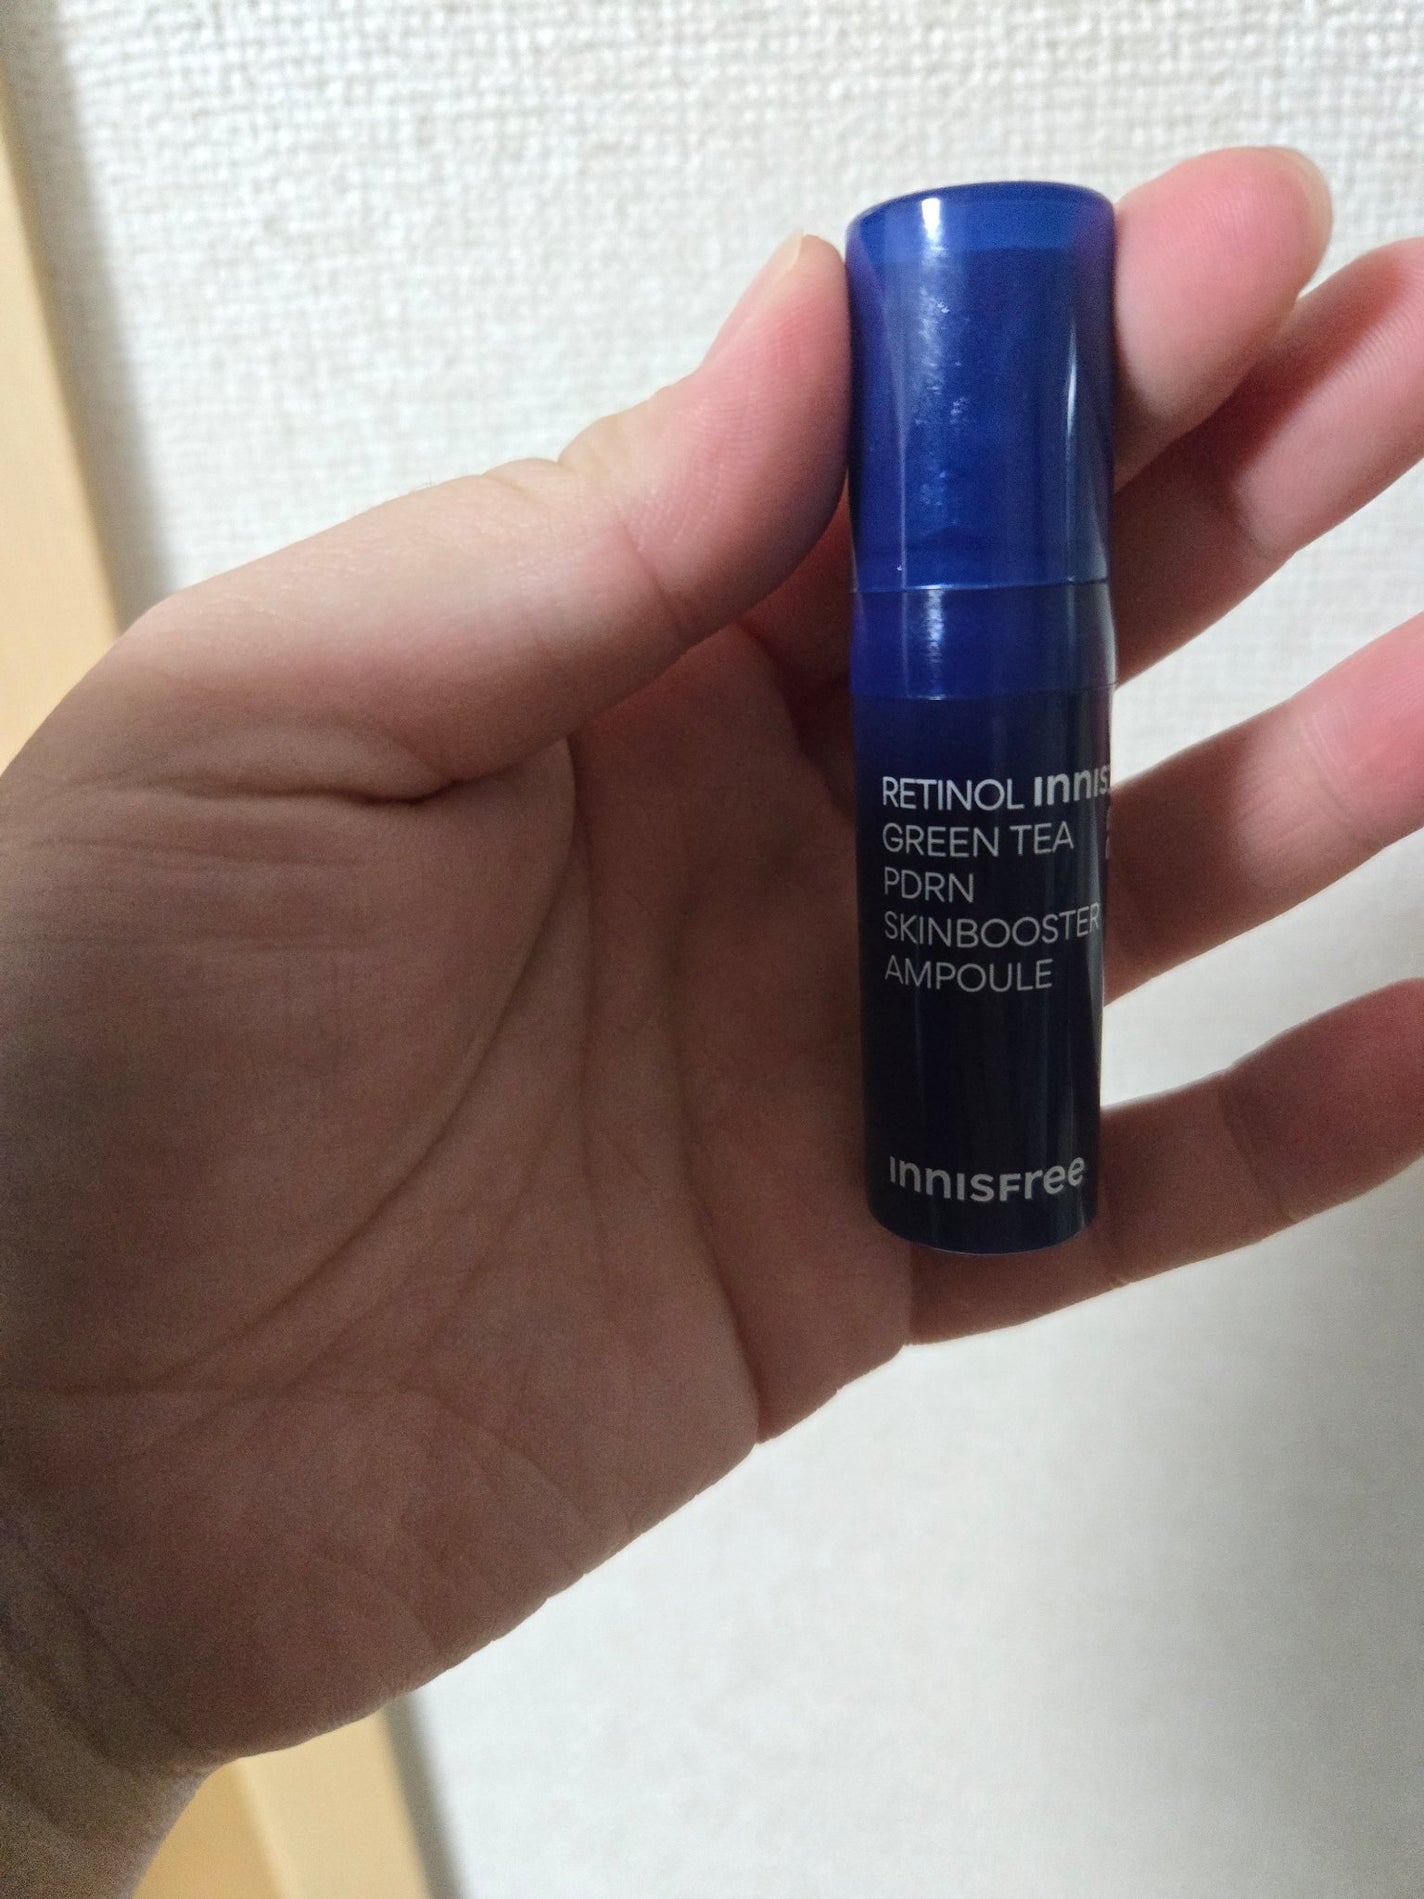 RETINOL
GREEN TEA
PDRN
SKINBOOSTER
AMPOULE
INNISFree